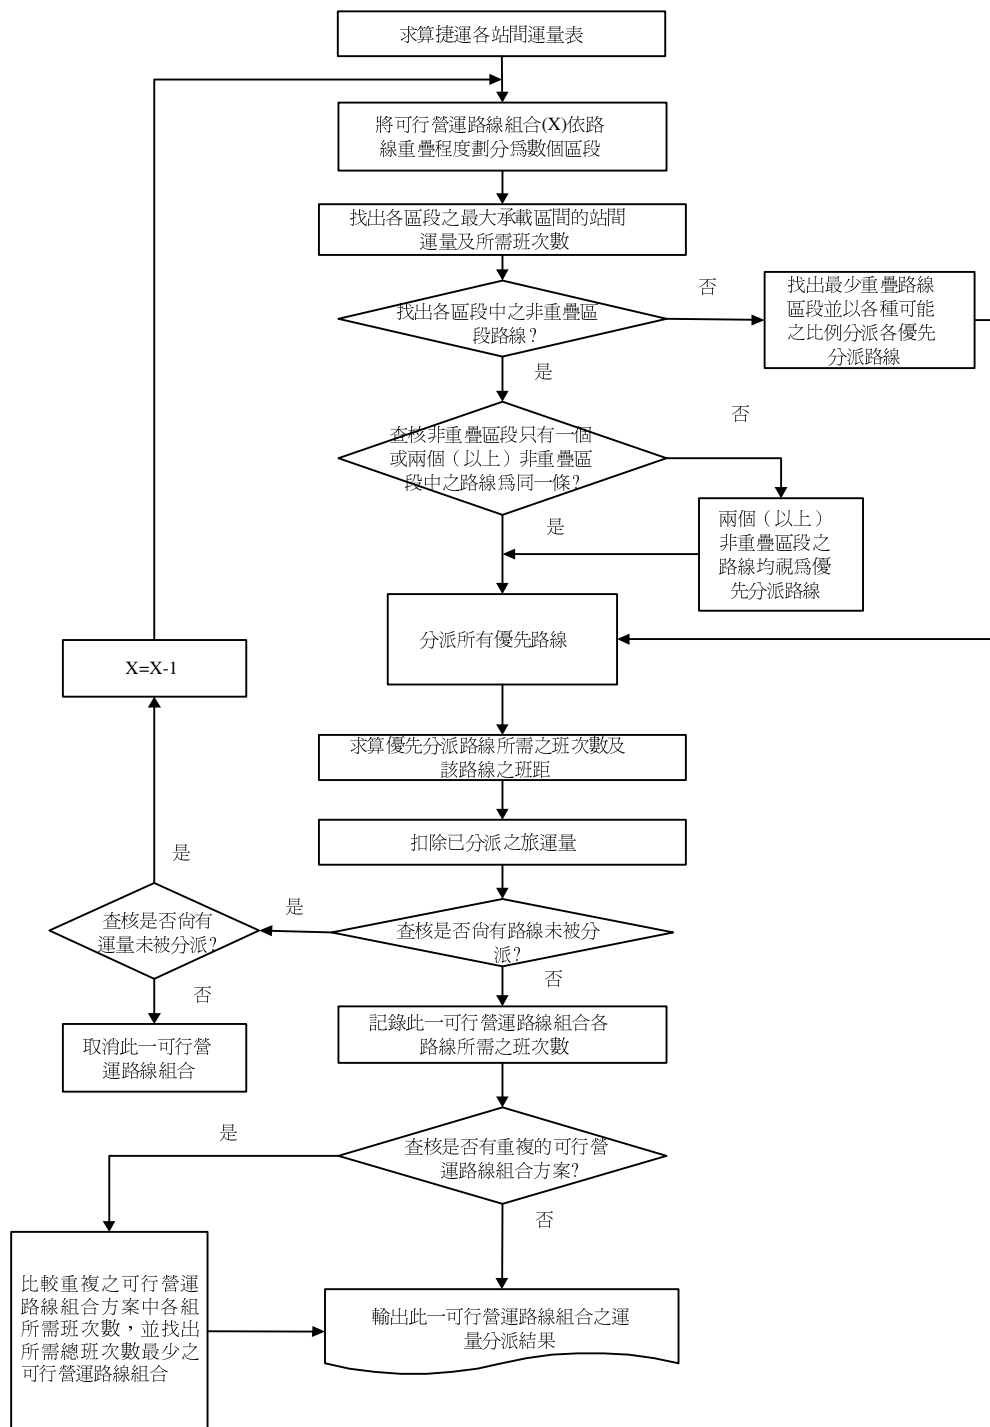 求算捷運各站間運量表
將可行營運路線組合(X)依路
線重疊程度劃分為數個區段
找出各區段之最大承載區間的站間
運量及所需班次數
找出各區段中之非重疊區
段路線?
否
找出最少重疊路線
區段並以各種可能
之比例分派各優先
分派路線
是
查核非重疊區段只有一個
或兩個(以上)非重疊區
段中之路線為同一條?
否
兩個(以上)
非重疊區段之
路線均視為優
先分派路線
是
分派所有優先路線
X=X-1
求算優先分派路線所需之班次數及
該路線之班距
扣除已分派之旅運量
是
查核是否尚有路線未被分
派?
是
查核是否尚有
運量未被分派?
否
取消此一可行營
運路線組合
否
記錄此一可行營運路線組合各
路線所需之班次數
查核是否有重複的可行營
運路線組合方案?
是
否
比較重複之可行營運
路線組合方案中各組
所需班次數,並找出
所需總班次數最少之
可行營運路線組合
輸出此一可行營運路線組合之運
量分派結果